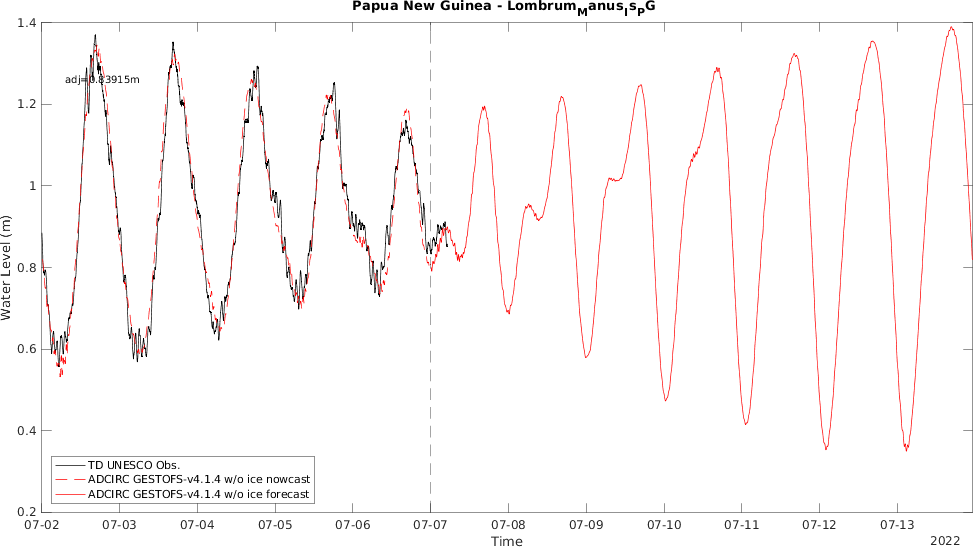 Papua New Guinea - LombrumManusIsPG
1.4
adj=0.83915m
1.2
1
Water Level (m)
0.8
0.6
0.4
TD UNESCO Obs.
ADCIRC GESTOFS-v4.1.4 w/o ice nowcast
ADCIRC GESTOFS-v4.1.4 w/o ice forecast
0.2
07-02 07-03 07-04 07-05 07-06 07-07 07-08 07-09 07-10 07-11 07-12 07-13
Time
2022